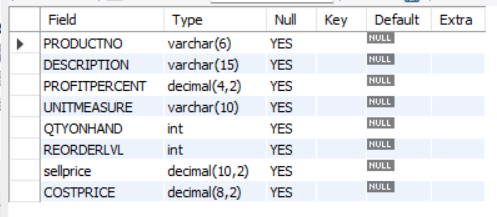 Field Type Null Key Default Extra
PRODUCTNO varchar(6) YES NULL
DESCRIPTION varchar(15) YES NULL
PROFITPERCENT decimal(4,2) YES NULL
UNITMEASURE varchar(10) YES NULL
QTYONHAND int YES NULL
REORDERLVL int YES NULL
sellprice decimal(10,2) YES NULL
COSTPRICE decimal(8,2) YES NULL